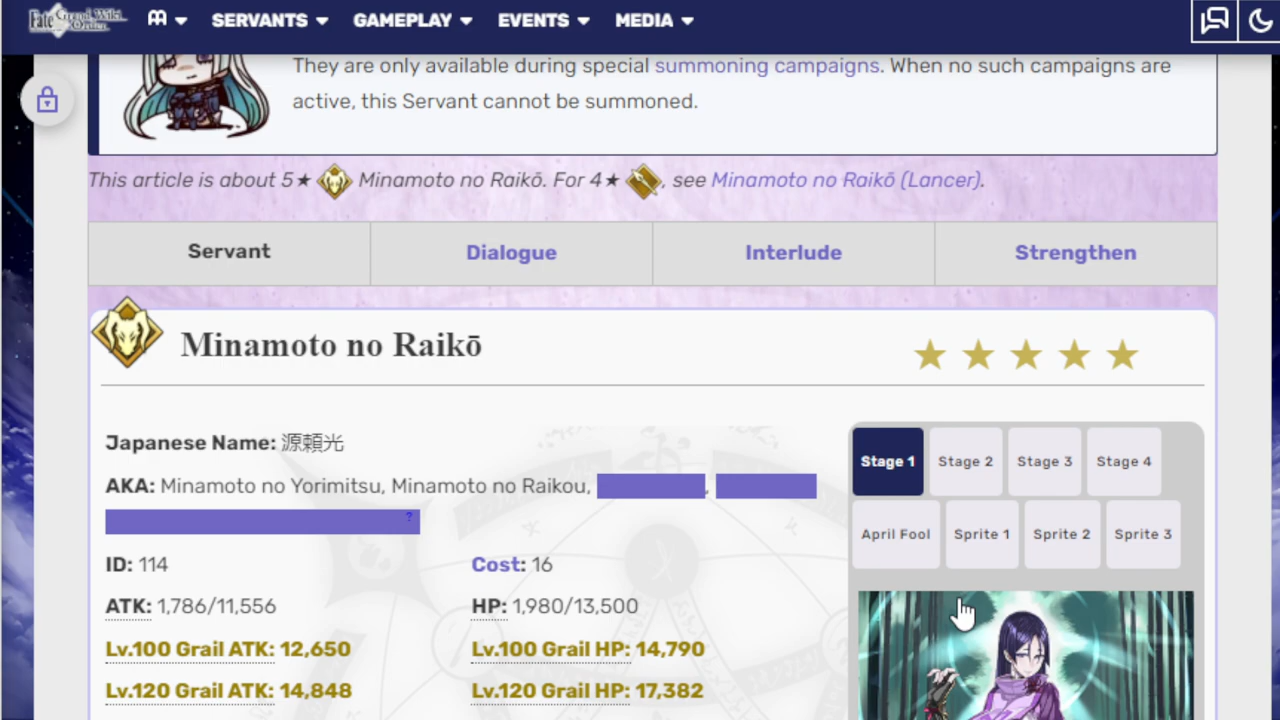 Fate Grand Order Wiki
SERVANTS GAMEPLAY EVENTS MEDIA
They are only available during special summoning campaigns. When no such campaigns are
active, this Servant cannot be summoned.
This article is about 5★ Minamoto no Raikō. For 4★ , see Minamoto no Raikō (Lancer).
Servant Dialogue Interlude Strengthen
Minamoto no Raikō
Japanese Name: 源頼光
AKA: Minamoto no Yorimitsu, Minamoto no Raikou, ,
?
ID: 114 Cost: 16
ATK: 1,786/11,556 HP: 1,980/13,500
Lv.100 Grail ATK: 12,650 Lv.100 Grail HP: 14,790
Lv.120 Grail ATK: 14,848 Lv.120 Grail HP: 17,382
Stage 1 Stage 2 Stage 3 Stage 4
April Fool Sprite 1 Sprite 2 Sprite 3